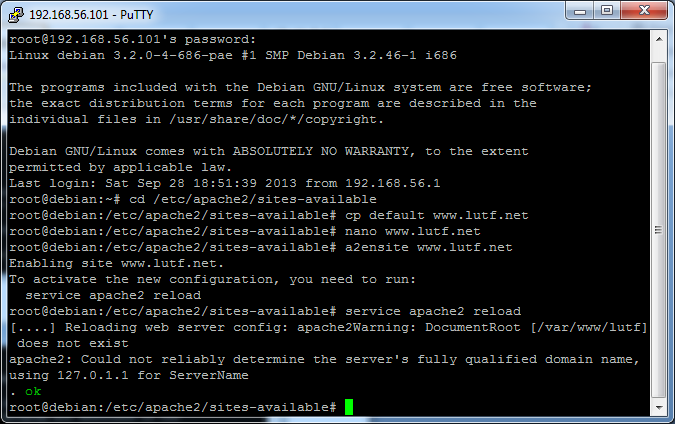 192.168.56.101 - PuTTY
root@192.168.56.101's password:
Linux debian 3.2.0-4-686-pae #1 SMP Debian 3.2.46-1 i686
The programs included with the Debian GNU/Linux system are free software;
the exact distribution terms for each program are described in the
individual files in /usr/share/doc/*/copyright.
Debian GNU/Linux comes with ABSOLUTELY NO WARRANTY, to the extent
permitted by applicable law.
Last login: Sat Sep 28 18:51:39 2013 from 192.168.56.1
root@debian:~# cd /etc/apache2/sites-available
root@debian:/etc/apache2/sites-available# cp default www.lutf.net
root@debian:/etc/apache2/sites-available# nano www.lutf.net
root@debian:/etc/apache2/sites-available# a2ensite www.lutf.net
Enabling site www.lutf.net.
To activate the new configuration, you need to run:
  service apache2 reload
root@debian:/etc/apache2/sites-available# service apache2 reload
[....] Reloading web server config: apache2Warning: DocumentRoot [/var/www/lutf]
 does not exist
apache2: Could not reliably determine the server's fully qualified domain name,
using 127.0.1.1 for ServerName
. ok
root@debian:/etc/apache2/sites-available#